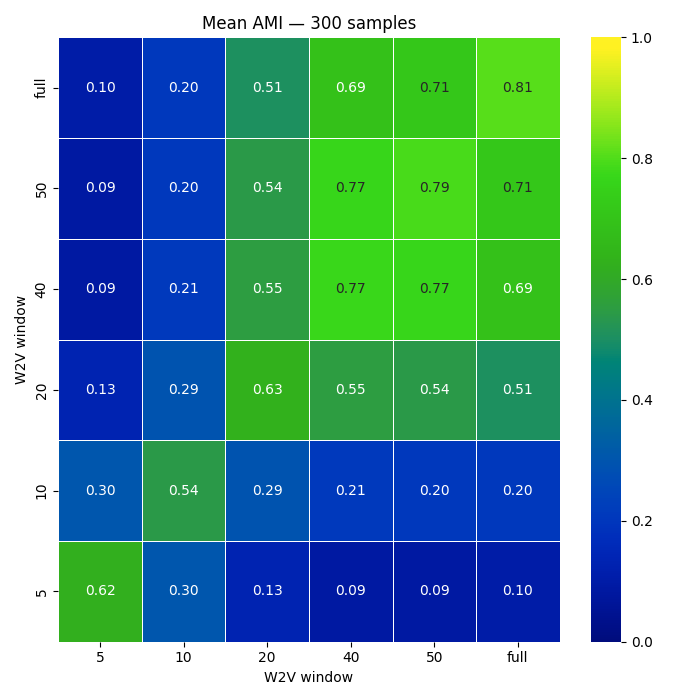 Mean AMI — 300 samples
full 0.10 0.20 0.51 0.69 0.71 0.81
50 0.09 0.20 0.54 0.77 0.79 0.71
40 0.09 0.21 0.55 0.77 0.77 0.69
20 0.13 0.29 0.63 0.55 0.54 0.51
10 0.30 0.54 0.29 0.21 0.20 0.20
5 0.62 0.30 0.13 0.09 0.09 0.10
5 10 20 40 50 full
W2V window
W2V window
1.0
0.8
0.6
0.4
0.2
0.0